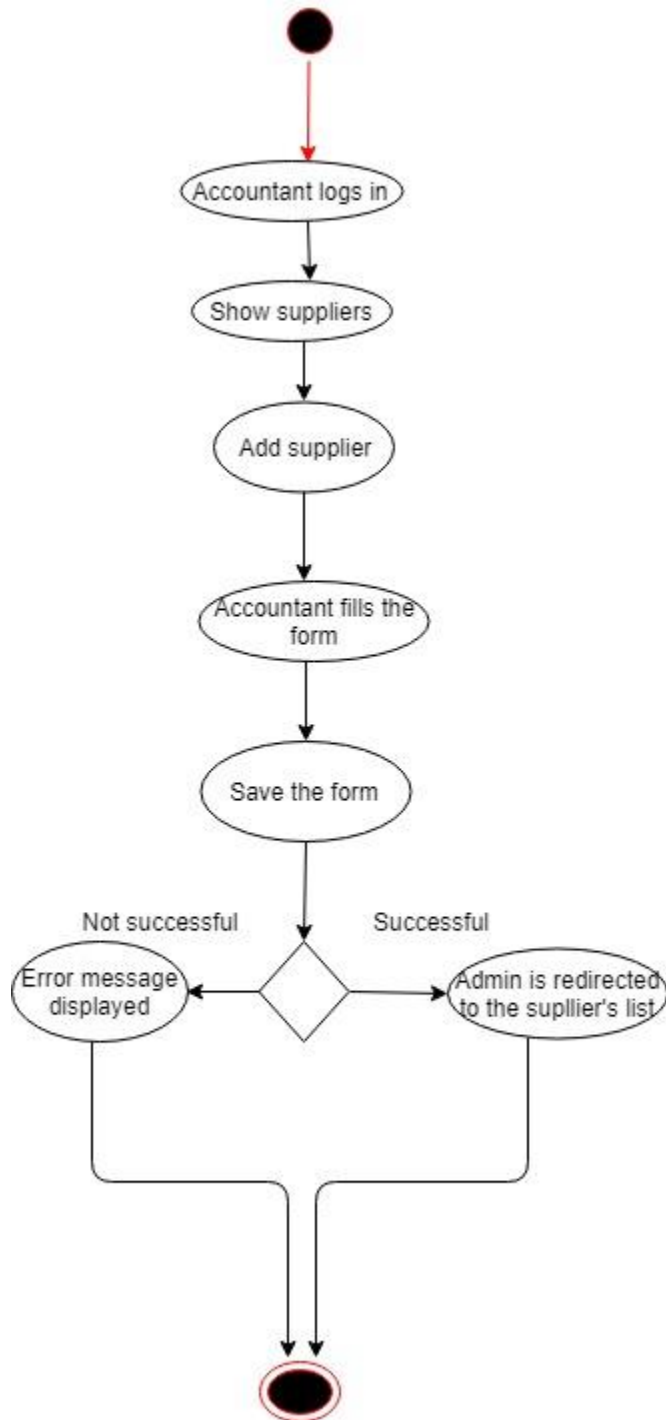 Accountant logs in
Show suppliers
Add supplier
Accountant fills the
form
Save the form
Not successful
Successful
Error message
displayed
Admin is redirected
to the supllier's list